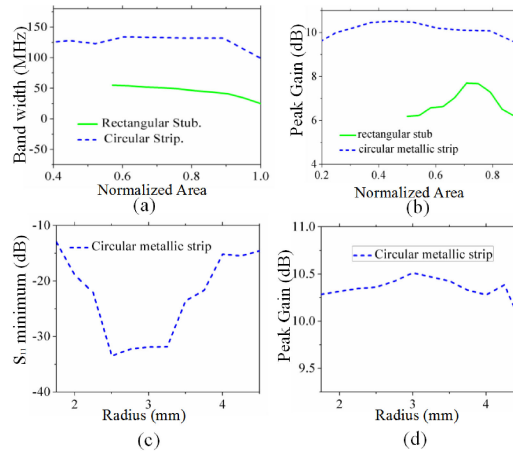 Band width (MHz)
150
100
50
0
-50
Rectangular Stub.
Circular Strip.
0.4
0.6
0.8
1.0
Normalized Area
(a)
Peak Gain (dB)
10
8
6
4
rectangular stub
circular metallic strip
0.2
0.4
0.6
0.8
Normalized Area
(b)
S11 minimum (dB)
-10
-20
-30
-40
Circular metallic strip
2
3
4
Radius (mm)
(c)
Peak Gain (dB)
11.0
10.5
10.0
9.5
Circular metallic strip
2
3
4
Radius (mm)
(d)